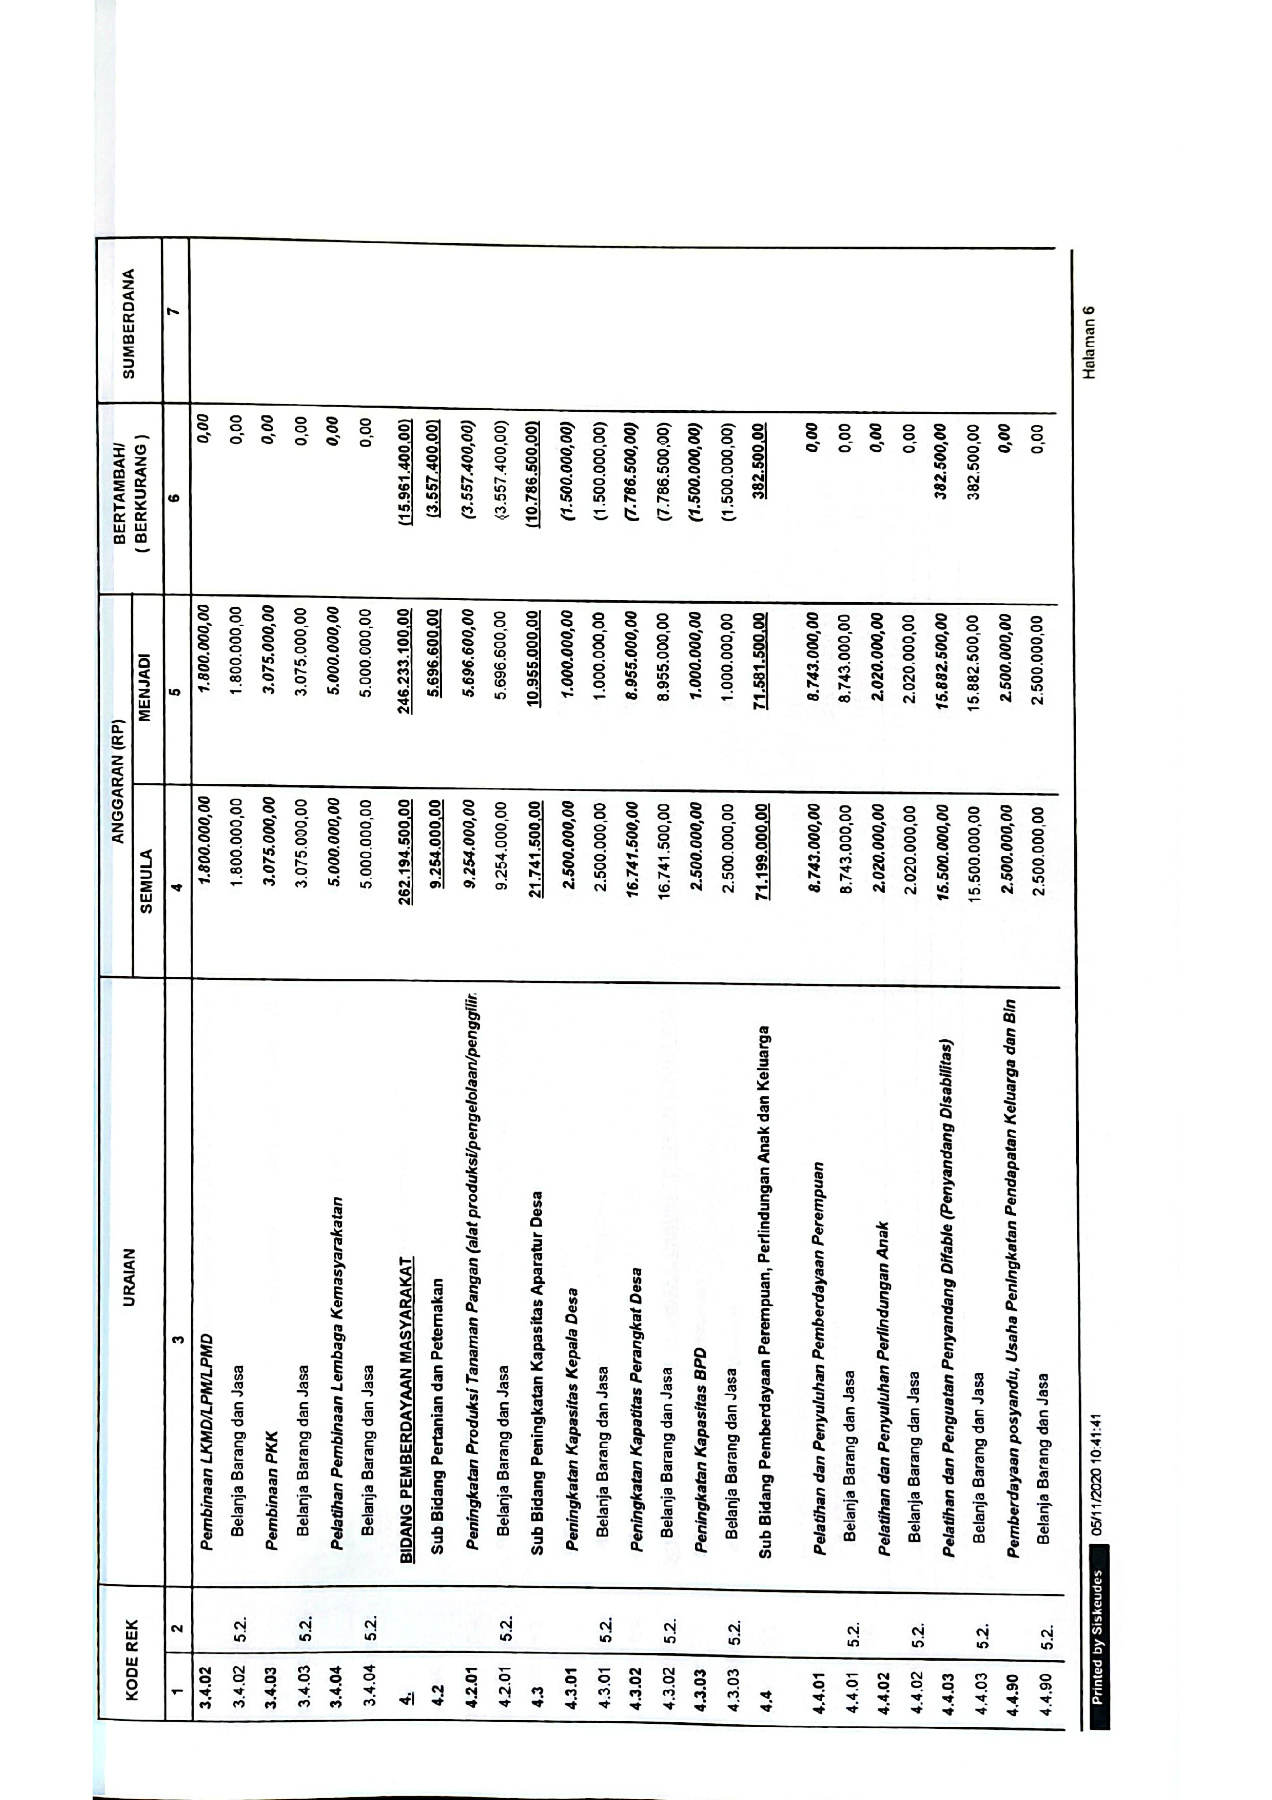 KODE REK URAIAN ANGGARAN (RP) BERTAMBAH/ ( BERKURANG ) SUMBERDANA
SEMULA MENJADI
1 2 3 4 5 6 7
3.4.02 Pembinaan LKMD/LPM/LPMD 1.800.000,00 1.800.000,00 0,00
3.4.02 5.2. Belanja Barang dan Jasa 1.800.000,00 1.800.000,00 0,00
3.4.03 Pembinaan PKK 3.075.000,00 3.075.000,00 0,00
3.4.03 5.2. Belanja Barang dan Jasa 3.075.000,00 3.075.000,00 0,00
3.4.04 Pelatihan Pembinaan Lembaga Kemasyarakatan 5.000.000,00 5.000.000,00 0,00
3.4.04 5.2. Belanja Barang dan Jasa 5.000.000,00 5.000.000,00 0,00
4. BIDANG PEMBERDAYAAN MASYARAKAT 262.194.500,00 246.233.100,00 (15.961.400,00)
4.2 Sub Bidang Pertanian dan Peternakan 9.254.000,00 5.696.600,00 (3.557.400,00)
4.2.01 Peningkatan Produksi Tanaman Pangan (alat produksi/pengelolaan/penggilin 9.254.000,00 5.696.600,00 (3.557.400,00)
4.2.01 5.2. Belanja Barang dan Jasa 9.254.000,00 5.696.600,00 (3.557.400,00)
4.3 Sub Bidang Peningkatan Kapasitas Aparatur Desa 21.741.500,00 10.955.000,00 (10.786.500,00)
4.3.01 Peningkatan Kapasitas Kepala Desa 2.500.000,00 1.000.000,00 (1.500.000,00)
4.3.01 5.2. Belanja Barang dan Jasa 2.500.000,00 1.000.000,00 (1.500.000,00)
4.3.02 Peningkatan Kapatitas Perangkat Desa 16.741.500,00 8.955.000,00 (7.786.500,00)
4.3.02 5.2. Belanja Barang dan Jasa 16.741.500,00 8.955.000,00 (7.786.500,00)
4.3.03 Peningkatan Kapasitas BPD 2.500.000,00 1.000.000,00 (1.500.000,00)
4.3.03 5.2. Belanja Barang dan Jasa 2.500.000,00 1.000.000,00 (1.500.000,00)
4.4 Sub Bidang Pemberdayaan Perempuan, Perlindungan Anak dan Keluarga 71.199.000,00 71.581.500,00 382.500,00
4.4.01 Pelatihan dan Penyuluhan Pemberdayaan Perempuan 8.743.000,00 8.743.000,00 0,00
4.4.01 5.2. Belanja Barang dan Jasa 8.743.000,00 8.743.000,00 0,00
4.4.02 Pelatihan dan Penyuluhan Perlindungan Anak 2.020.000,00 2.020.000,00 0,00
4.4.02 5.2. Belanja Barang dan Jasa 2.020.000,00 2.020.000,00 0,00
4.4.03 Pelatihan dan Penguatan Penyandang Difable (Penyandang Disabilitas) 15.500.000,00 15.882.500,00 382.500,00
4.4.03 5.2. Belanja Barang dan Jasa 15.500.000,00 15.882.500,00 382.500,00
4.4.90 Pemberdayaan posyandu, Usaha Peningkatan Pendapatan Keluarga dan Bin 2.500.000,00 2.500.000,00 0,00
4.4.90 5.2. Belanja Barang dan Jasa 2.500.000,00 2.500.000,00 0,00
Printed by Siskeudes 05/11/2020 10:41:41 Halaman 6